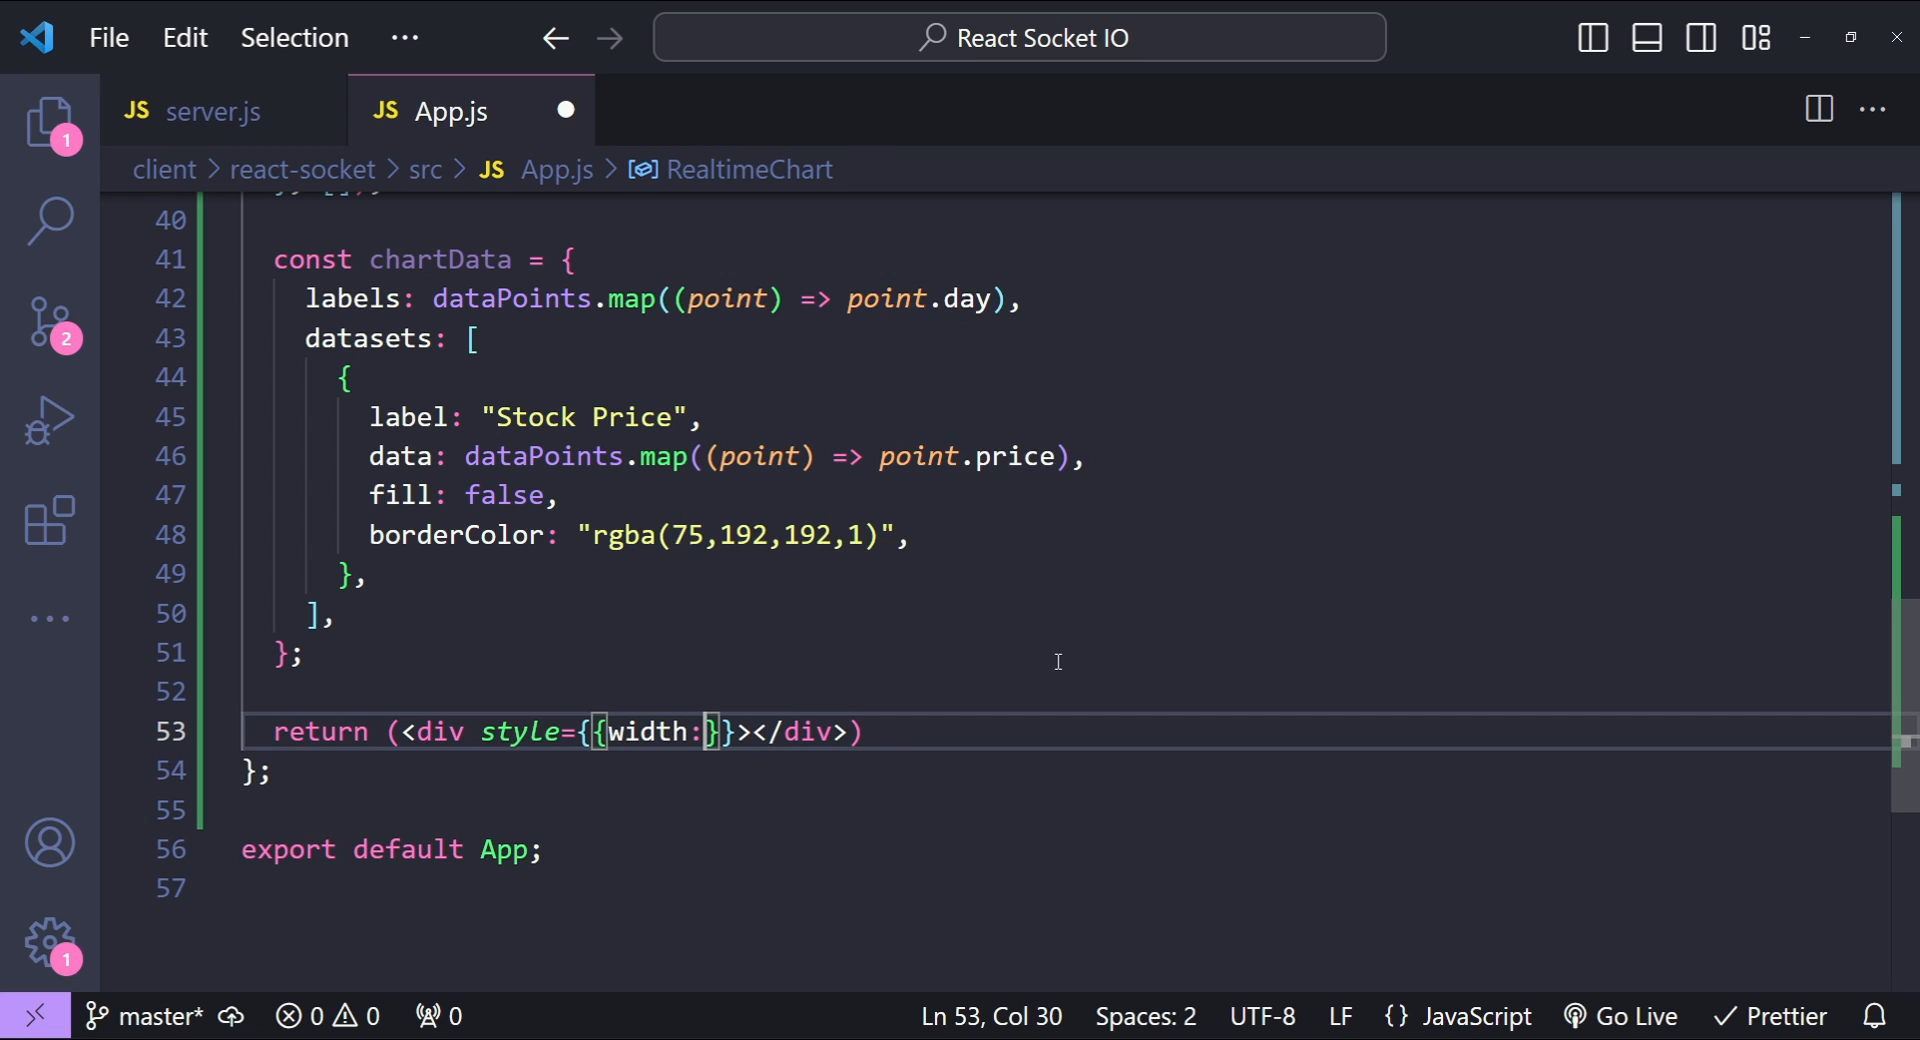 File Edit Selection ··· React Socket IO
JS server.js JS App.js
client > react-socket > src > JS App.js > RealtimeChart
40
41 const chartData = {
42 labels: dataPoints.map((point) => point.day),
43 datasets: [
44 {
45 label: "Stock Price",
46 data: dataPoints.map((point) => point.price),
47 fill: false,
48 borderColor: "rgba(75,192,192,1)",
49 },
50 ],
51 };
52
53 return (<div style={{width:}}></div>)
54 };
55
56 export default App;
57
1
2
1
master* 0 0 0 Ln 53, Col 30 Spaces: 2 UTF-8 LF {} JavaScript Go Live Prettier